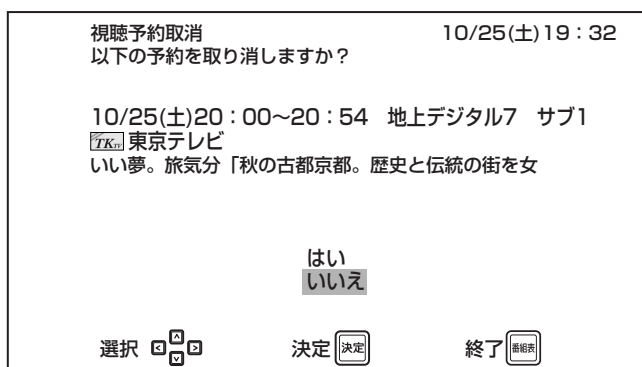 視聴予約取消 10/25(土)19：32
以下の予約を取り消しますか？
10/25(土)20：00〜20：54 地上デジタル7 サブ1
TKTV 東京テレビ
いい夢。旅気分「秋の古都京都。歴史と伝統の街を女
はい
いいえ
選択 決定 決定 終了 番組表